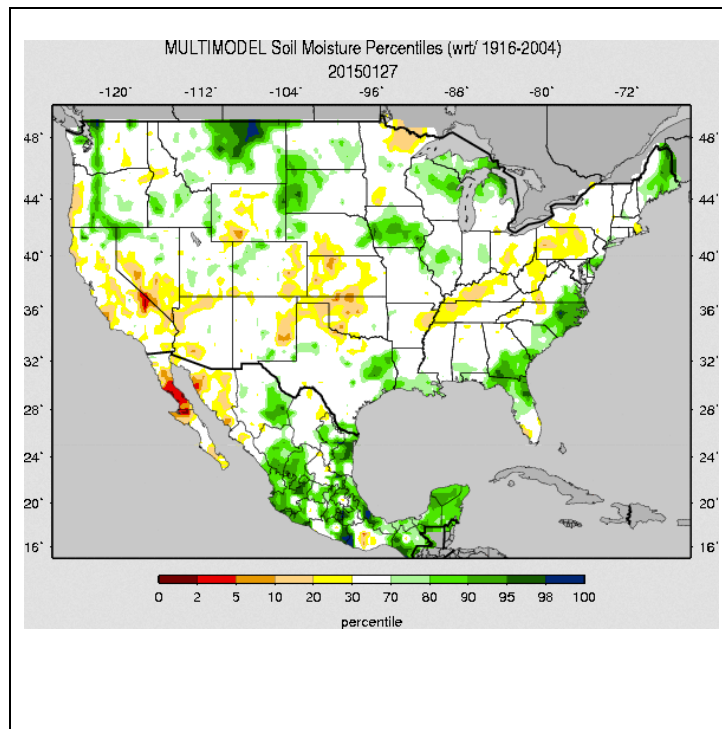 MULTIMODEL Soil Moisture Percentiles (wrt/ 1916-2004)
20150127
-120˚ -112˚ -104˚ -96˚ -88˚ -80˚ -72˚
48˚ 48˚
44˚ 44˚
40˚ 40˚
36˚ 36˚
32˚ 32˚
28˚ 28˚
24˚ 24˚
20˚ 20˚
16˚ 16˚
0 2 5 10 20 30 70 80 90 95 98 100
percentile